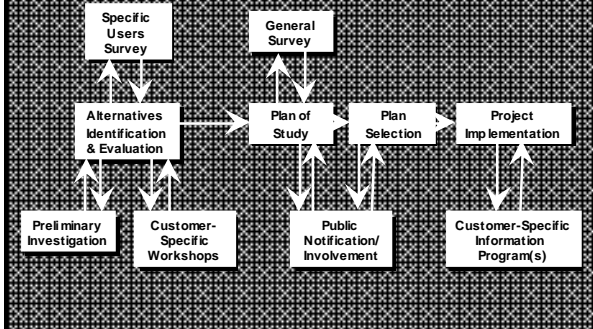 Specific
Users
Survey
General
Survey
Alternatives
Identification
& Evaluation
Plan of
Study
Plan
Selection
Project
Implementation
Preliminary
Investigation
Customer-
Specific
Workshops
Public
Notification/
Involvement
Customer-Specific
Information
Program(s)